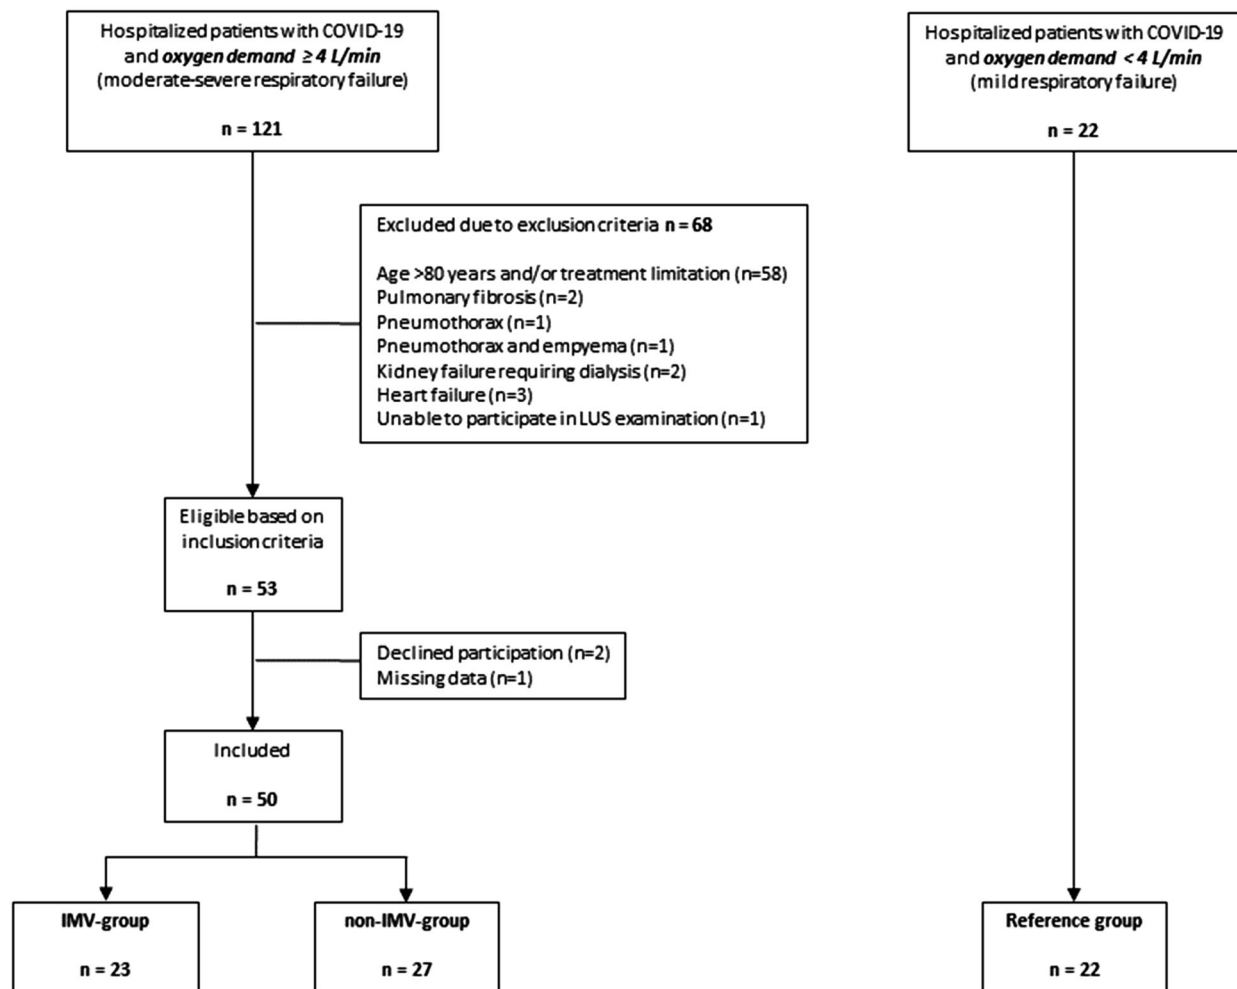 Hospitalized patients with COVID-19
and oxygen demand ≥ 4 L/min
(moderate-severe respiratory failure)
n = 121
Hospitalized patients with COVID-19
and oxygen demand < 4 L/min
(mild respiratory failure)
n = 22
Excluded due to exclusion criteria n = 68
Age >80 years and/or treatment limitation (n=58)
Pulmonary fibrosis (n=2)
Pneumothorax (n=1)
Pneumothorax and empyema (n=1)
Kidney failure requiring dialysis (n=2)
Heart failure (n=3)
Unable to participate in LUS examination (n=1)
Eligible based on
inclusion criteria
n = 53
Declined participation (n=2)
Missing data (n=1)
Included
n = 50
IMV-group
n = 23
non-IMV-group
n = 27
Reference group
n = 22